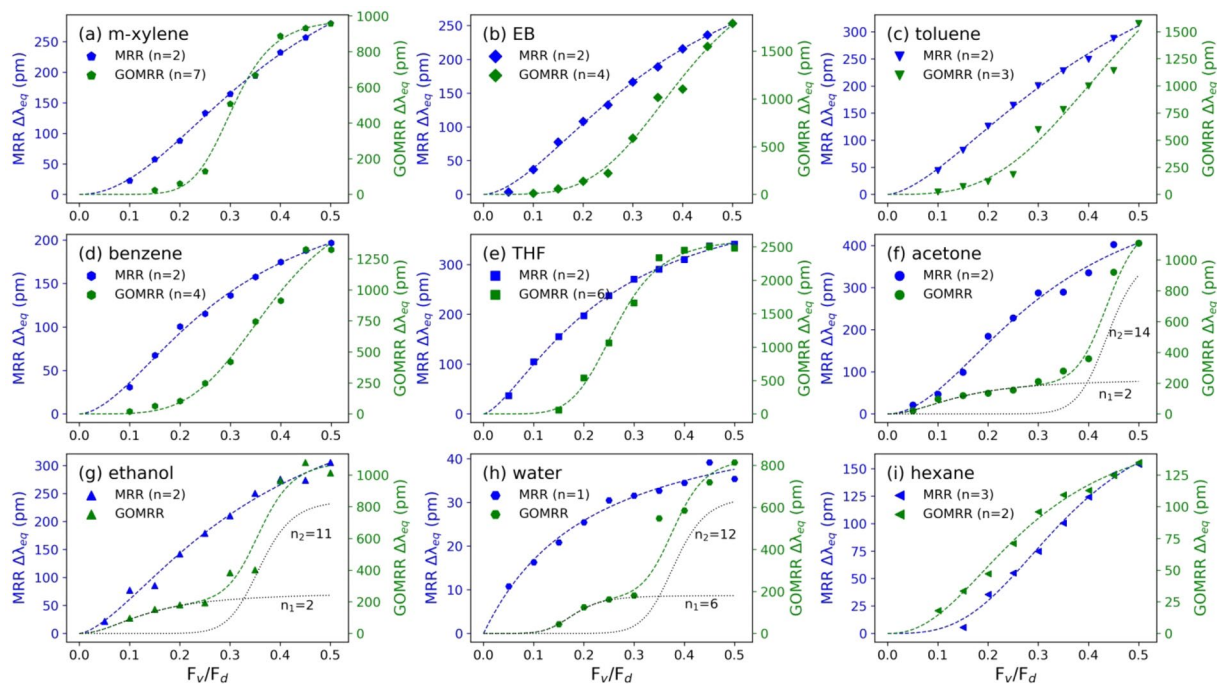 (a) m-xylene
MRR (n=2)
GOMRR (n=7)
MRR Δλeq (pm)
0
50
100
150
200
250
GOMRR Δλeq (pm)
0
200
400
600
800
1000
0.0 0.1 0.2 0.3 0.4 0.5
(b) EB
MRR (n=2)
GOMRR (n=4)
MRR Δλeq (pm)
0
50
100
150
200
250
GOMRR Δλeq (pm)
0
500
1000
1500
0.0 0.1 0.2 0.3 0.4 0.5
(c) toluene
MRR (n=2)
GOMRR (n=3)
MRR Δλeq (pm)
0
50
100
150
200
250
300
GOMRR Δλeq (pm)
0
250
500
750
1000
1250
1500
0.0 0.1 0.2 0.3 0.4 0.5
(d) benzene
MRR (n=2)
GOMRR (n=4)
MRR Δλeq (pm)
0
50
100
150
200
GOMRR Δλeq (pm)
0
250
500
750
1000
1250
0.0 0.1 0.2 0.3 0.4 0.5
(e) THF
MRR (n=2)
GOMRR (n=6)
MRR Δλeq (pm)
0
100
200
300
GOMRR Δλeq (pm)
0
500
1000
1500
2000
2500
0.0 0.1 0.2 0.3 0.4 0.5
(f) acetone
MRR (n=2)
GOMRR
n2=14
n1=2
MRR Δλeq (pm)
0
100
200
300
400
GOMRR Δλeq (pm)
0
200
400
600
800
1000
0.0 0.1 0.2 0.3 0.4 0.5
(g) ethanol
MRR (n=2)
GOMRR
n2=11
n1=2
MRR Δλeq (pm)
0
50
100
150
200
250
300
GOMRR Δλeq (pm)
0
200
400
600
800
1000
0.0 0.1 0.2 0.3 0.4 0.5
Fv/Fd
(h) water
MRR (n=1)
GOMRR
n2=12
n1=6
MRR Δλeq (pm)
0
10
20
30
40
GOMRR Δλeq (pm)
0
200
400
600
800
0.0 0.1 0.2 0.3 0.4 0.5
Fv/Fd
(i) hexane
MRR (n=3)
GOMRR (n=2)
MRR Δλeq (pm)
0
25
50
75
100
125
150
GOMRR Δλeq (pm)
0
25
50
75
100
125
0.0 0.1 0.2 0.3 0.4 0.5
Fv/Fd